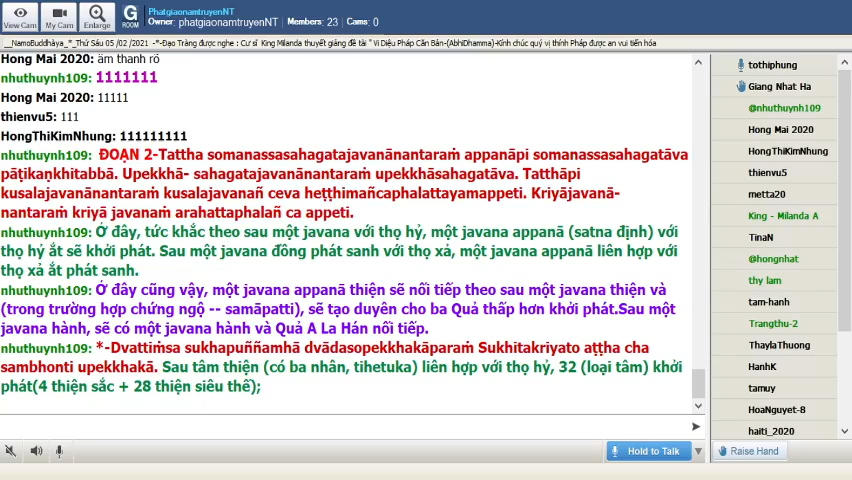 View Cam
My Cam
Enlarge
G
ROOM
PhatgiaonamtruyenNT
Owner: phatgiaonamtruyenNT Members: 23 Cams: 0
__NamoBuddhàya_*_Thứ Sáu 05 /02 /2021 -*-Đạo Tràng được nghe : Cư sĩ King Milanda thuyết giảng đề tài " Vi Diệu Pháp Căn Bản-(AbhiDhamma)-Kính chúc quý vị thính Pháp được an vui tiến hóa
Hong Mai 2020: âm thanh rõ
nhuthuynh109: 1111111
Hong Mai 2020: 11111
thienvu5: 111
HongThiKimNhung: 111111111
nhuthuynh109: ĐOẠN 2-Tattha somanassasahagatajavanānantaraṁ appanāpi somanassasahagatāva
pāṭikaṇkhitabbā. Upekkhā- sahagatajavanānantaraṁ upekkhāsahagatāva. Tatthāpi
kusalajavanānantaraṁ kusalajavanañ ceva heṭṭhimañcaphalattayamappeti. Kriyājavanā-
nantaraṁ kriyā javanaṁ arahattaphalañ ca appeti.
nhuthuynh109: Ở đây, tức khắc theo sau một javana với thọ hỷ, một javana appanā (satna định) với
thọ hỷ ắt sẽ khởi phát. Sau một javana đồng phát sanh với thọ xả, một javana appanā liên hợp với
thọ xả ắt phát sanh.
nhuthuynh109: Ở đây cũng vậy, một javana appanā thiện sẽ nối tiếp theo sau một javana thiện và
(trong trường hợp chứng ngộ -- samāpatti), sẽ tạo duyên cho ba Quả thấp hơn khởi phát.Sau một
javana hành, sẽ có một javana hành và Quả A La Hán nối tiếp.
nhuthuynh109: *-Dvattiṁsa sukhapuññamhā dvādasopekkhakāparaṁ Sukhitakriyato aṭṭha cha
sambhonti upekkhakā. Sau tâm thiện (có ba nhân, tihetuka) liên hợp với thọ hỷ, 32 (loại tâm) khởi
phát(4 thiện sắc + 28 thiện siêu thế);
tothiphung
Giang Nhat Ha
@nhuthuynh109
Hong Mai 2020
HongThiKimNhung
thienvu5
metta20
King - Milanda A
TinaN
@hongnhat
thy lam
tam-hanh
Trangthu-2
ThaylaThuong
HanhK
tamuy
HoaNguyet-8
haiti_2020
Hold to Talk
Raise Hand